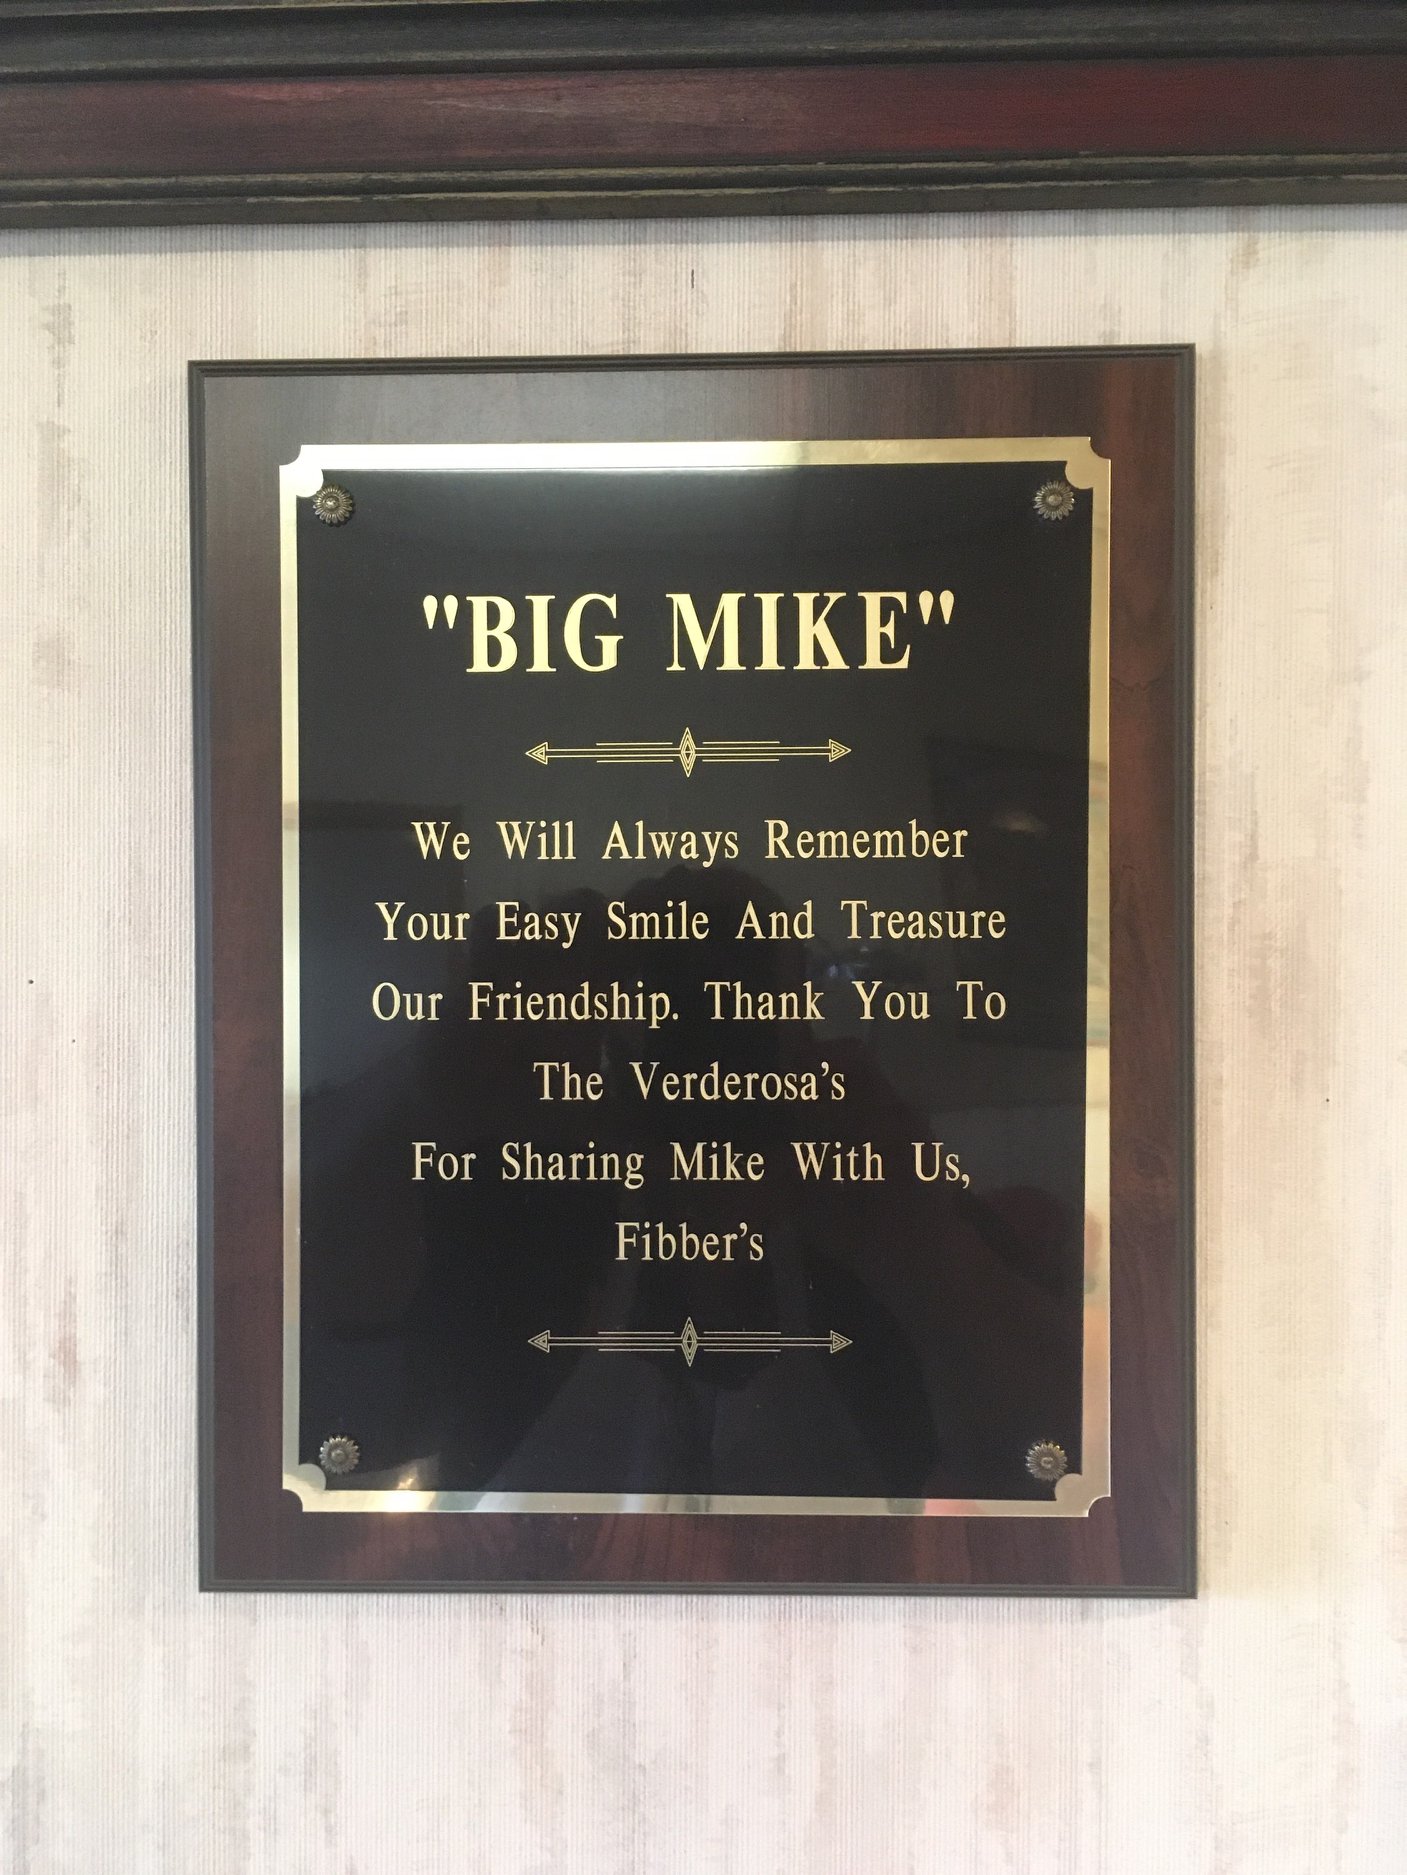 "BIG MIKE"
We Will Always Remember
Your Easy Smile And Treasure
Our Friendship. Thank You To
The Verderosa’s
For Sharing Mike With Us,
Fibber’s